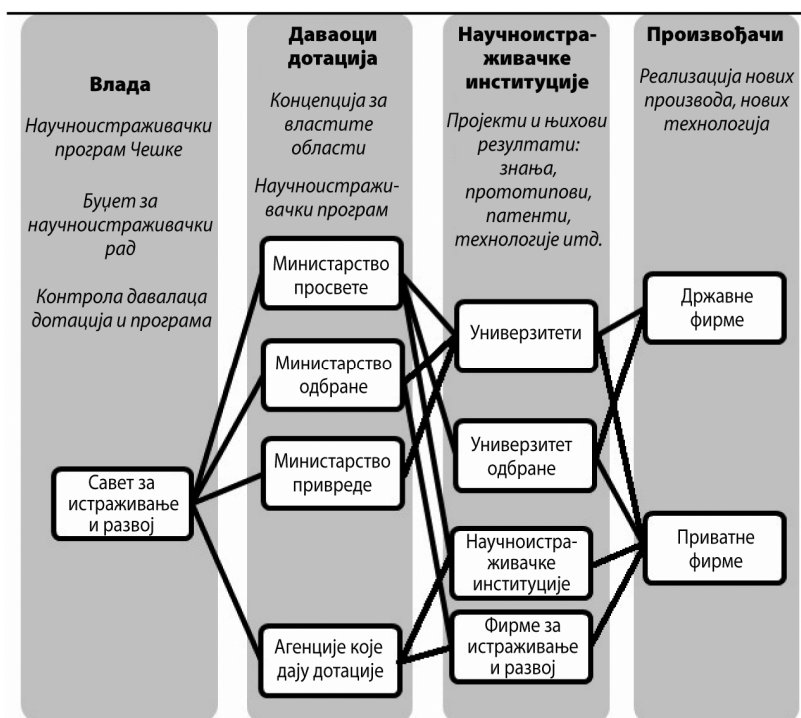 Влада
Научноистраживачки
програм Чешке
Буџет за
научноистраживачки
рад
Контрола давалаца
дотација и програма
Савет за
истраживање
и развој
Даваоци
дотација
Концепција за
властите
области
Научноистражи-
вачки програм
Министарство
просвете
Министарство
одбране
Министарство
привреде
Агенције које
дају дотације
Научноистра-
живачке
институције
Пројекти и њихови
резултати:
знања,
прототипови,
патенти,
технологије итд.
Универзитети
Универзитет
одбране
Научноистра-
живачке
институције
Фирме за
истраживање
и развој
Произвођачи
Реализација нових
производа, нових
технологија
Државне
фирме
Приватне
фирме